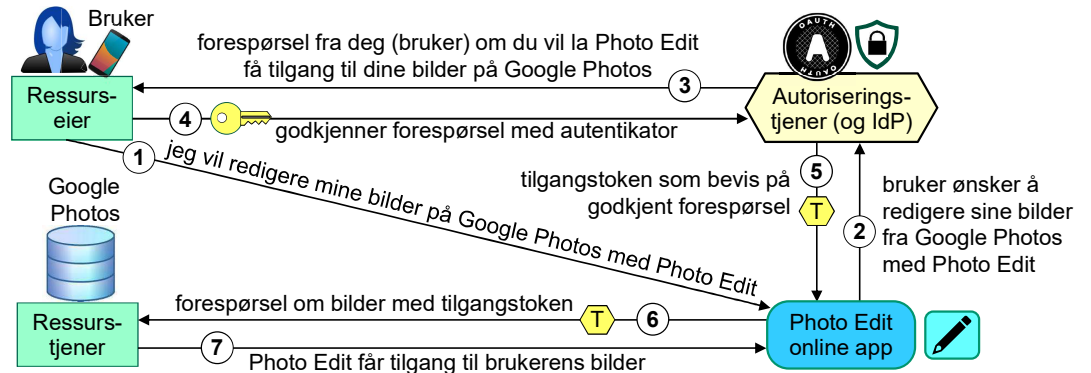 Bruker
OAUTH
A
OAUTH
forespørsel fra deg (bruker) om du vil la Photo Edit
få tilgang til dine bilder på Google Photos
3
Ressurs-
eier
Autoriserings-
tjener (og IdP)
4
godkjenner forespørsel med autentikator
1
jeg vil redigere mine bilder på Google Photos med Photo Edit
5
tilgangstoken som bevis på
godkjent forespørsel
T
2
bruker ønsker å
redigere sine bilder
fra Google Photos
med Photo Edit
Google
Photos
forespørsel om bilder med tilgangstoken
T
6
Ressurs-
tjener
7
Photo Edit får tilgang til brukerens bilder
Photo Edit
online app